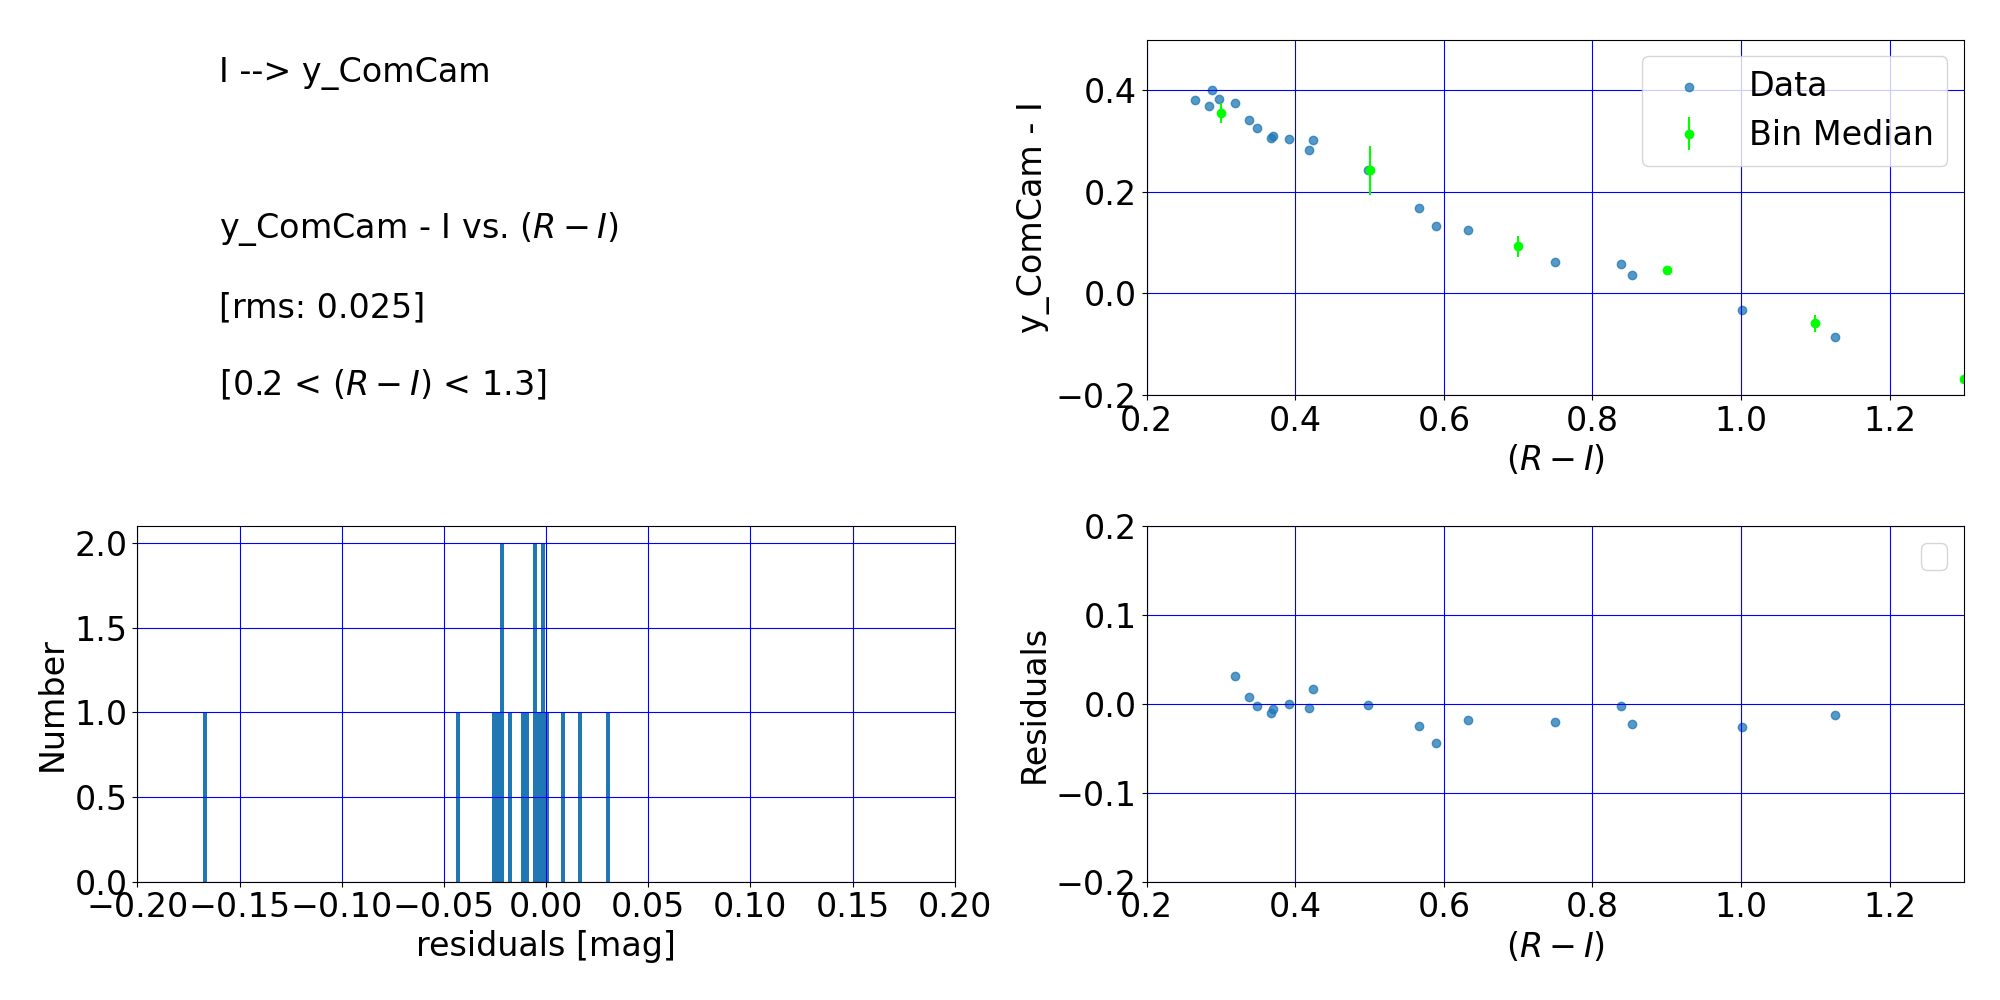 I --> y_ComCam
y_ComCam - I vs. (R − I)
[rms: 0.025]
[0.2 < (R − I) < 1.3]
y_ComCam - I
0.4
0.2
0.0
−0.2
0.2 0.4 0.6 0.8 1.0 1.2
(R − I)
Data
Bin Median
Number
2.0
1.5
1.0
0.5
0.0
−0.20 −0.15 −0.10 −0.05 0.00 0.05 0.10 0.15 0.20
residuals [mag]
Residuals
0.2
0.1
0.0
−0.1
−0.2
0.2 0.4 0.6 0.8 1.0 1.2
(R − I)